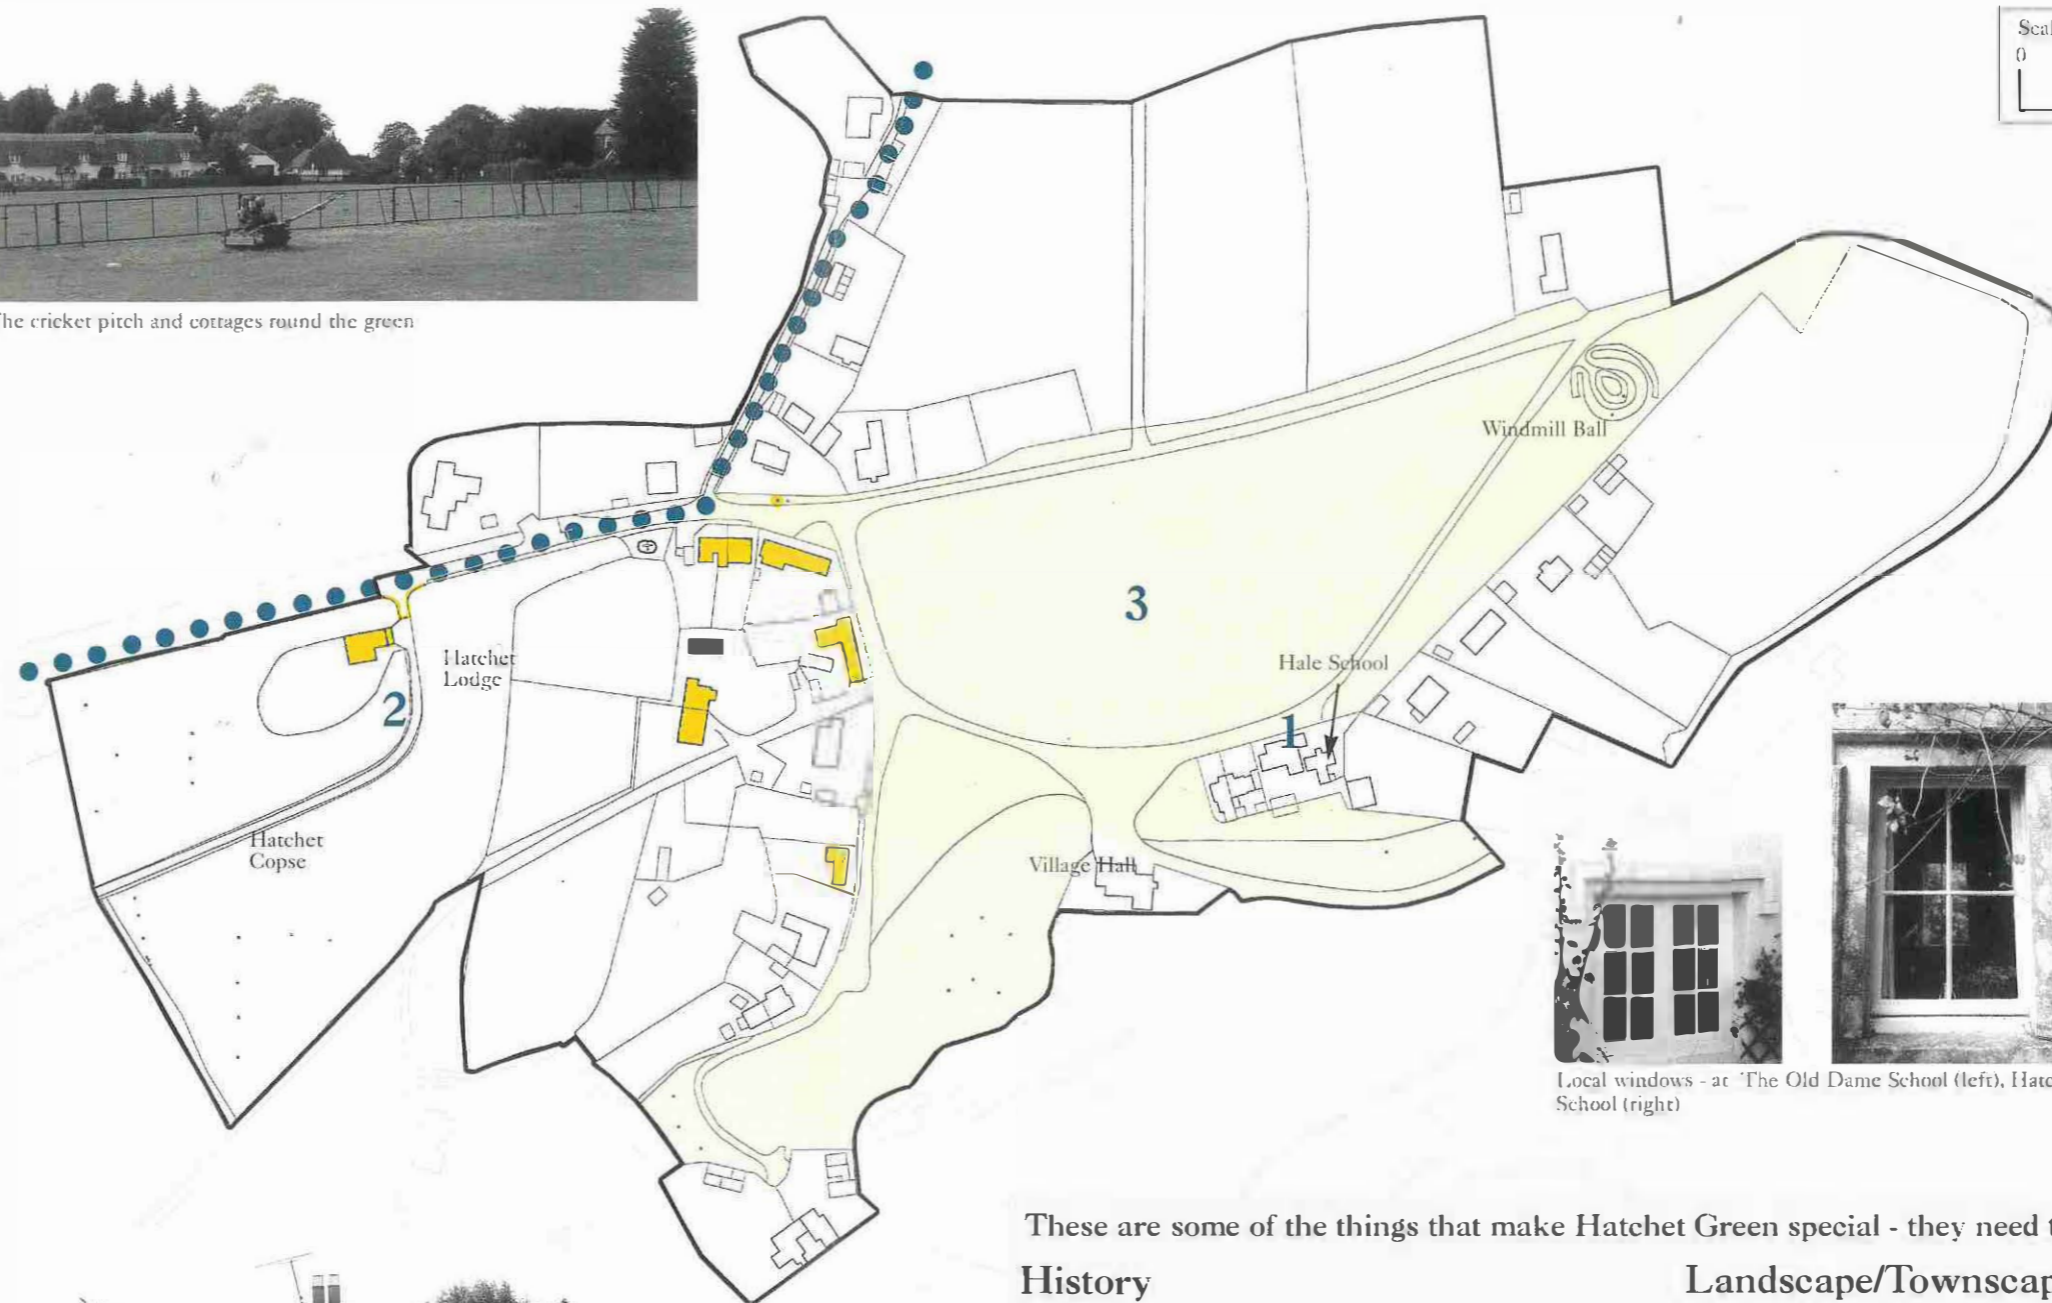 Scal
0
The cricket pitch and cottages round the green
Windmill Ball
3
Hale School
Hatchet
Lodge
2
1
Hatchet
Copse
Village Hall
Local windows - at The Old Dame School (left), Hatc
School (right)
These are some of the things that make Hatchet Green special - they need t
History
Landscape/Townscap